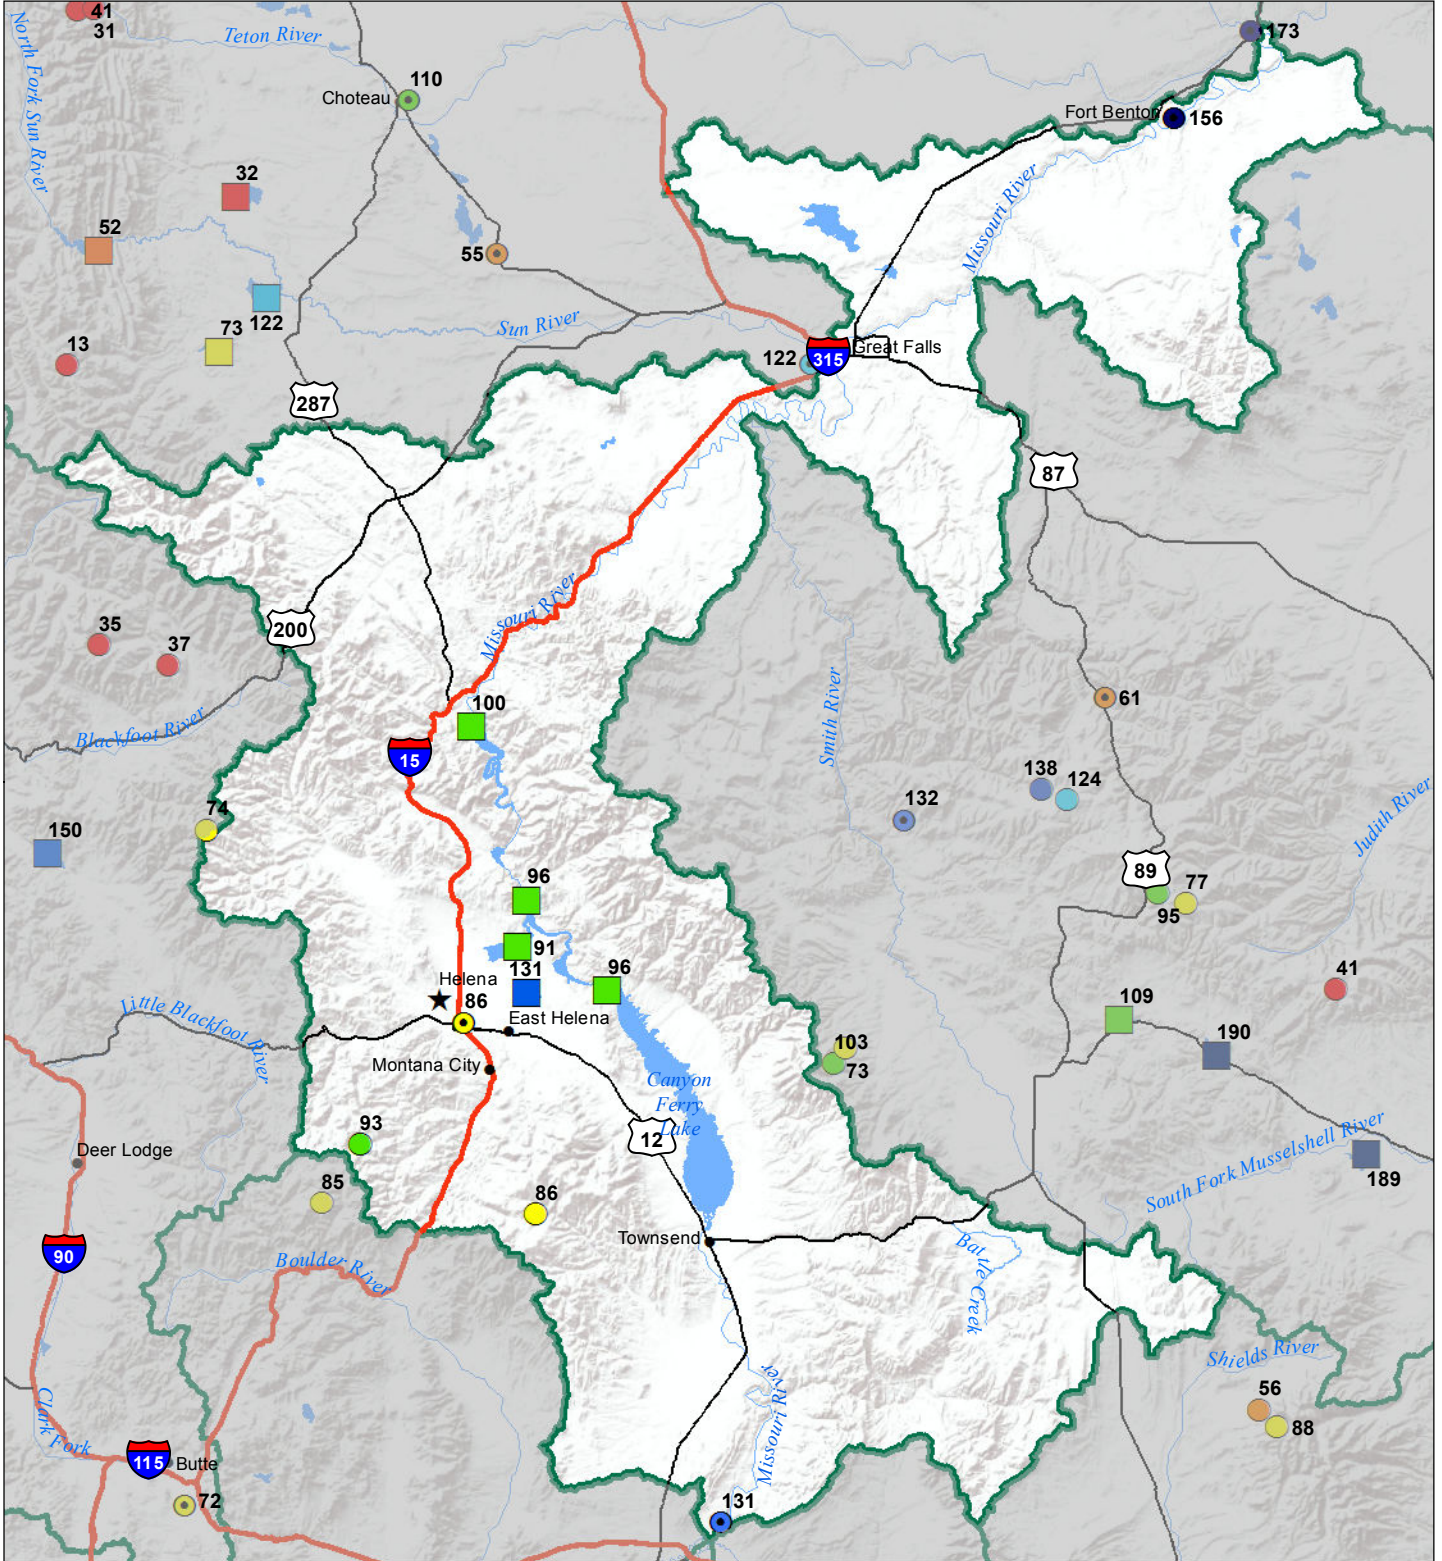 41
31
Teton River
173
North Fork Sun River
110
Choteau
Fort Benton
156
32
52
55
Missouri River
122
Sun River
73
13
122
315
Great Falls
287
87
200
35
37
Missouri River
61
100
Smith River
Blackfoot River
15
138
124
132
74
150
Judith River
89
77
95
96
91
131
96
Helena
86
East Helena
Little Blackfoot River
41
109
190
103
73
Montana City
Canyon
Ferry
Lake
12
93
Deer Lodge
85
86
South Fork Musselshell River
189
Townsend
90
Boulder River
Batle Creek
Shields River
56
88
Clark Fork
Missouri River
115
Butte
72
131